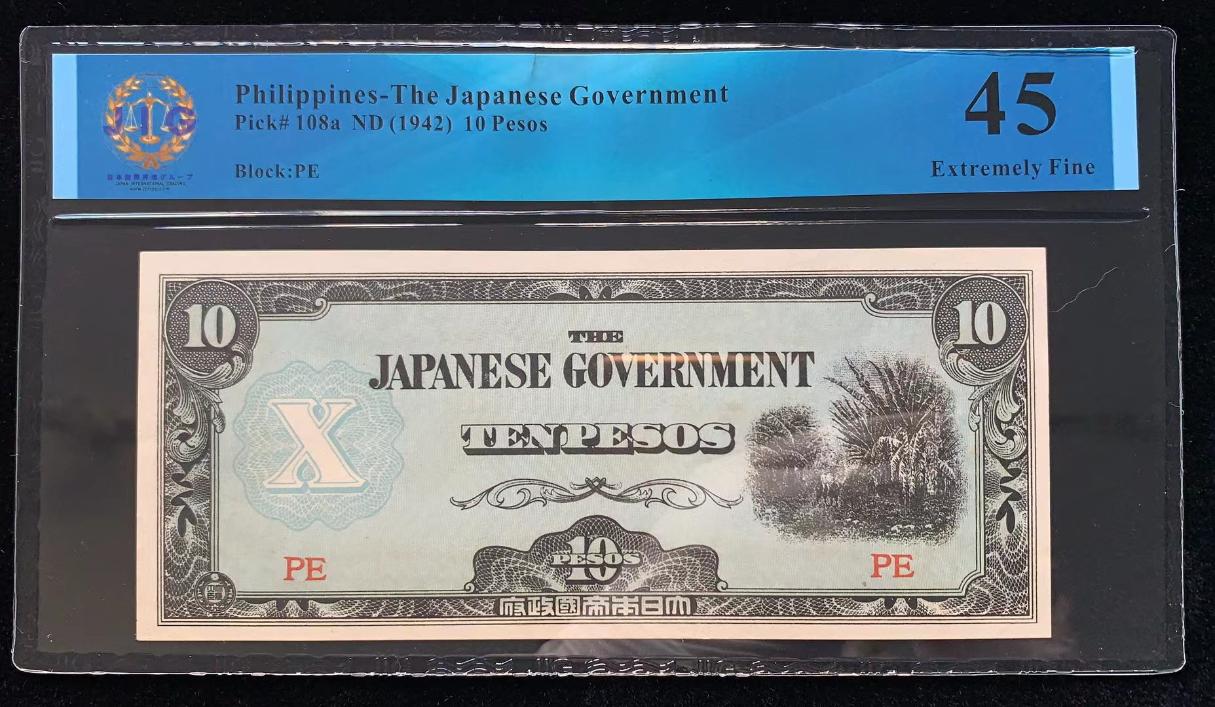 JIG
Philippines-The Japanese Government
Pick# 108a ND (1942) 10 Pesos
Block:PE
45
Extremely Fine
10
10
THE
JAPANESE GOVERNMENT
X
TEN PESOS
PE
PE
10
PESOS
大日本帝國政府